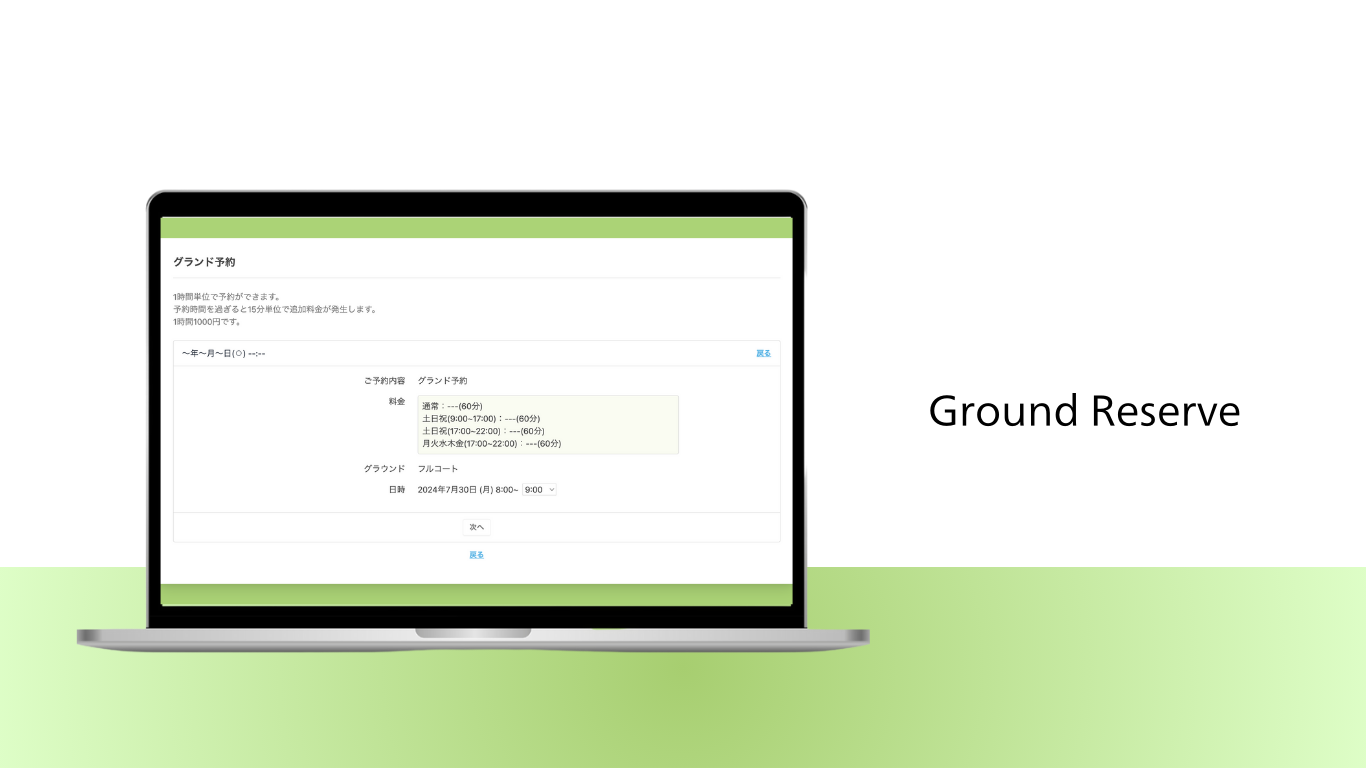 グランド予約
1時間単位で予約ができます。
予約時間を過ぎると15分単位で追加料金が発生します。
1時間1000円です。
〜年〜月〜日(○) --:--
戻る
ご予約内容 グランド予約
料金
通常：---(60分)
土日祝(9:00~17:00)：---(60分)
土日祝(17:00~22:00)：---(60分)
月火水木金(17:00~22:00)：---(60分)
グラウンド フルコート
日時 2024年7月30日 (月) 8:00~ 9:00
次へ
戻る
Ground Reserve